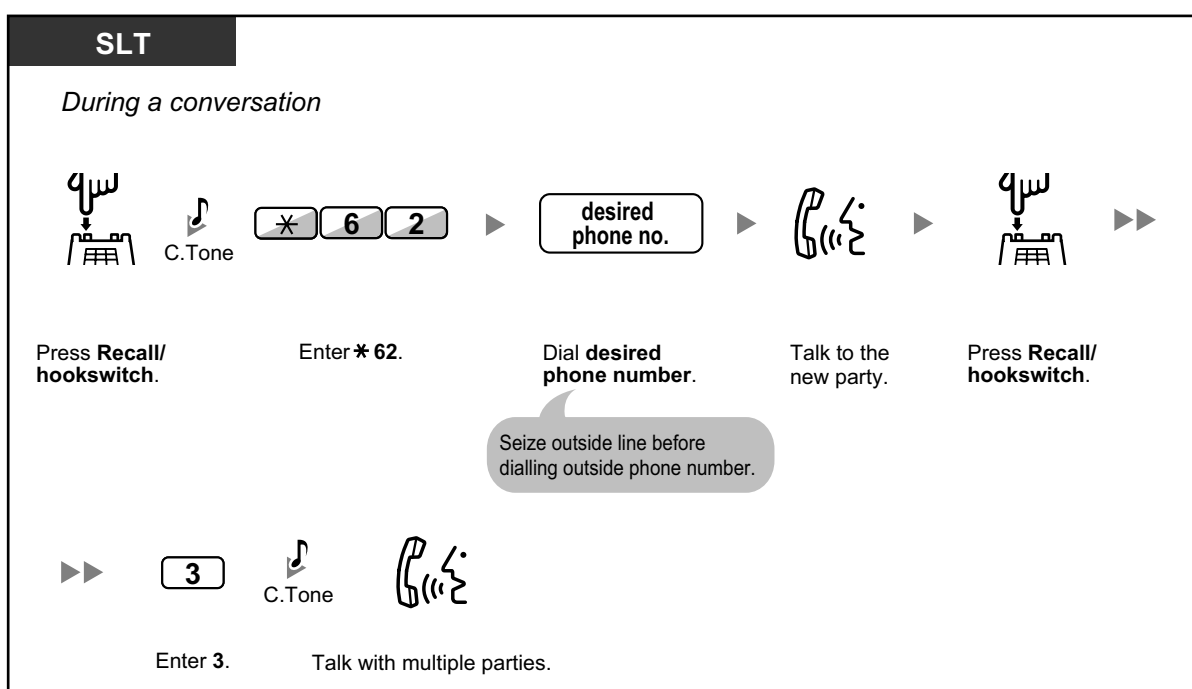 SLT
During a conversation
C.Tone
* 6 2
desired
phone no.
Press Recall/
hookswitch.
Enter * 62.
Dial desired
phone number.
Talk to the
new party.
Press Recall/
hookswitch.
Seize outside line before
dialling outside phone number.
3
C.Tone
Enter 3.
Talk with multiple parties.